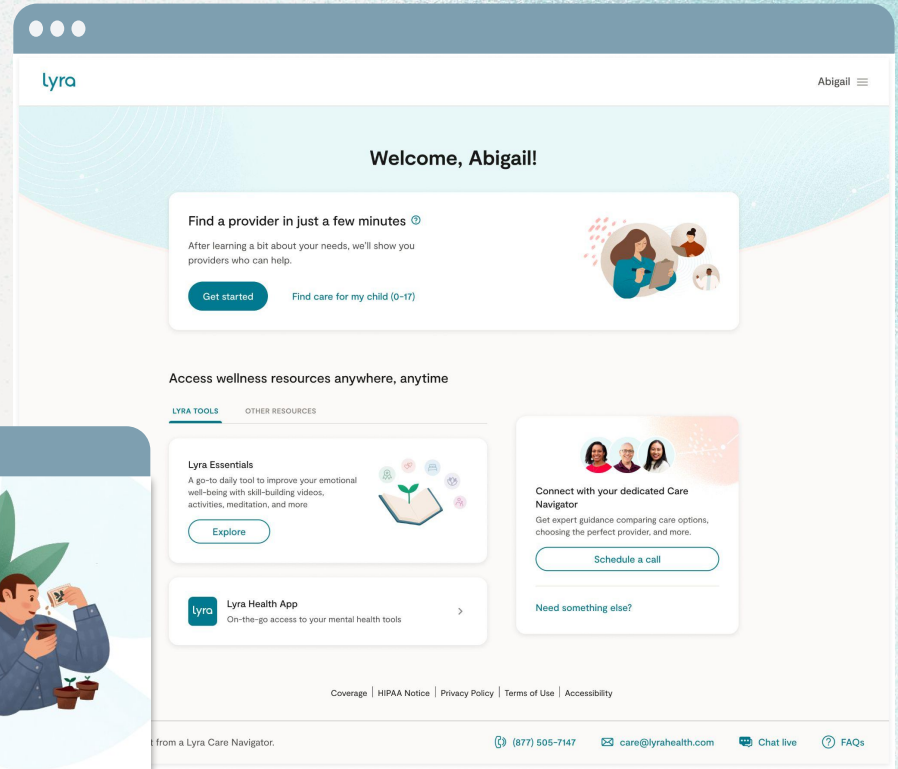 lyra
Abigail
Welcome, Abigail!
Find a provider in just a few minutes
After learning a bit about your needs, we'll show you
providers who can help.
Get started
Find care for my child (0-17)
Access wellness resources anywhere, anytime
LYRA TOOLS
OTHER RESOURCES
Lyra Essentials
A go-to daily tool to improve your emotional
well-being with skill-building videos,
activities, meditation, and more
Explore
lyra
Lyra Health App
On-the-go access to your mental health tools
Connect with your dedicated Care
Navigator
Get expert guidance comparing care options,
choosing the perfect provider, and more.
Schedule a call
Need something else?
Coverage | HIPAA Notice | Privacy Policy | Terms of Use | Accessibility
t from a Lyra Care Navigator.
(877) 505-7147
care@lyrahealth.com
Chat live
FAQs